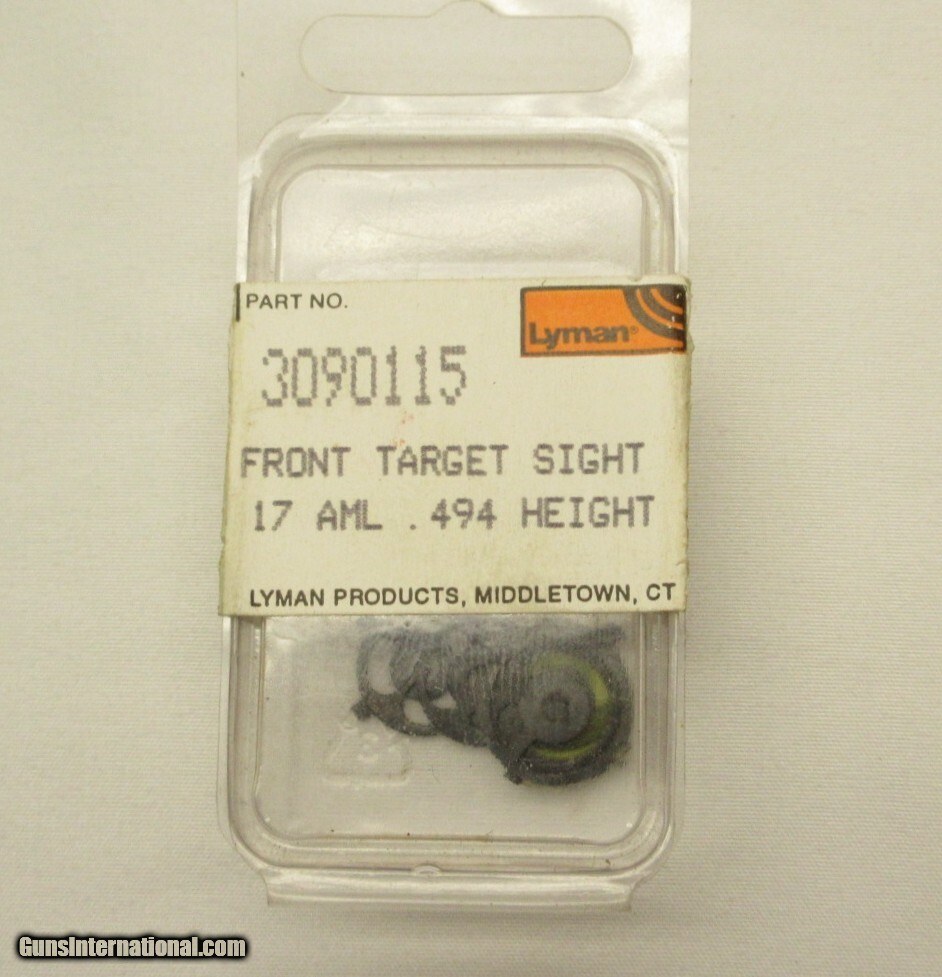 PART NO.
Lyman®
3090115
FRONT TARGET SIGHT
17 AML .494 HEIGHT
LYMAN PRODUCTS, MIDDLETOWN, CT
GunsInternational.com